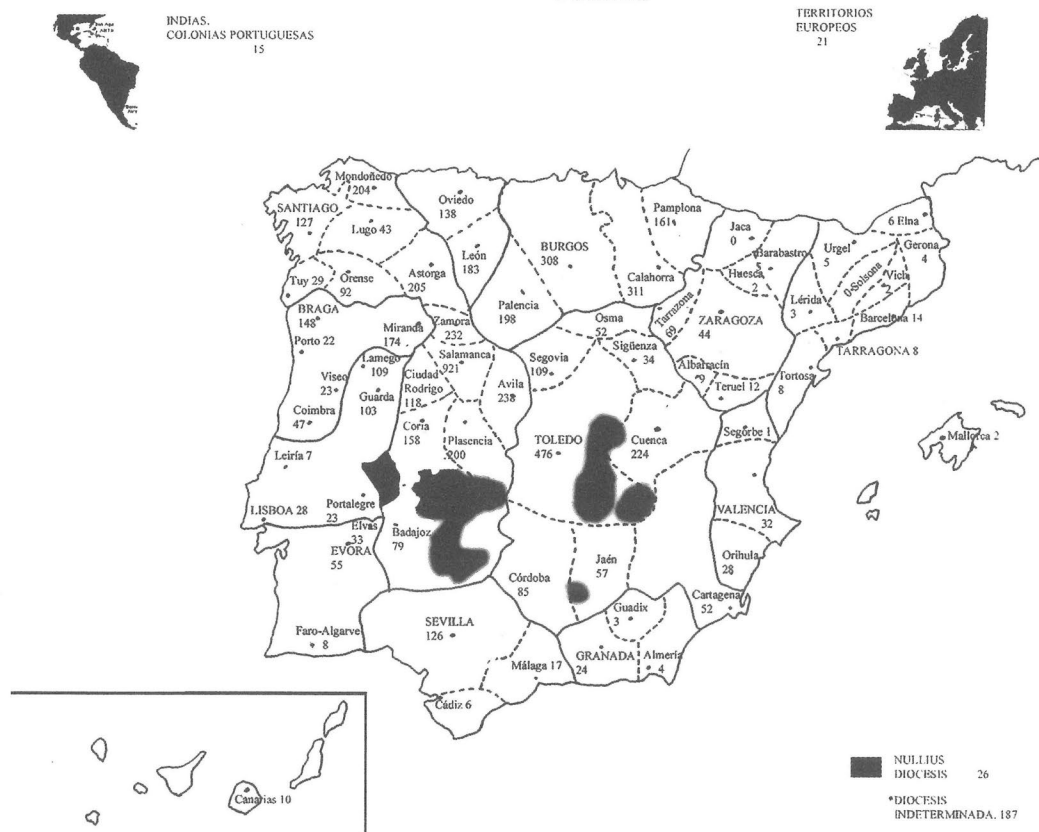 INDIAS.
COLONIAS PORTUGUESAS
15
TERRITORIOS
EUROPEOS
21
Mondoñedo
204
SANTIAGO
127
Lugo 43
Oviedo
138
León
183
BURGOS
308
Pamplona
161
Calahorra
311
Jaca
0
Barabastro
5
Huesca
2
Urgel
5
6 Elna
Gerona
4
0-Solsona
Vich
2
Tuy 29
Orense
92
Astorga
205
Palencia
198
Lérida
3
Barcelona 14
BRAGA
148
Miranda
174
Zamora
232
Osma
52
Tarrazona
69
ZARAGOZA
44
TARRAGONA 8
Porto 22
Lamego
109
Salamanca
921
Segovia
109
Sigüenza
34
Albarracín
9
Teruel 12
Tortosa
8
Viseo
23
Guarda
103
Ciudad
Rodrigo
118
Avila
238
Coimbra
47
Coria
158
Plasencia
200
TOLEDO
476
Cuenca
224
Segorbe 1
Mallorca 2
Leiría 7
LISBOA 28
Portalegre
23
Elvas
33
EVORA
55
Badajoz
79
VALENCIA
32
Orihula
28
Jaén
57
Córdoba
85
Cartagena
52
Guadix
3
Faro-Algarve
8
SEVILLA
126
Málaga 17
GRANADA
24
Almería
4
Cádiz 6
Canarias 10
NULLIUS
DIOCESIS 26
*DIOCESIS
INDETERMINADA. 187